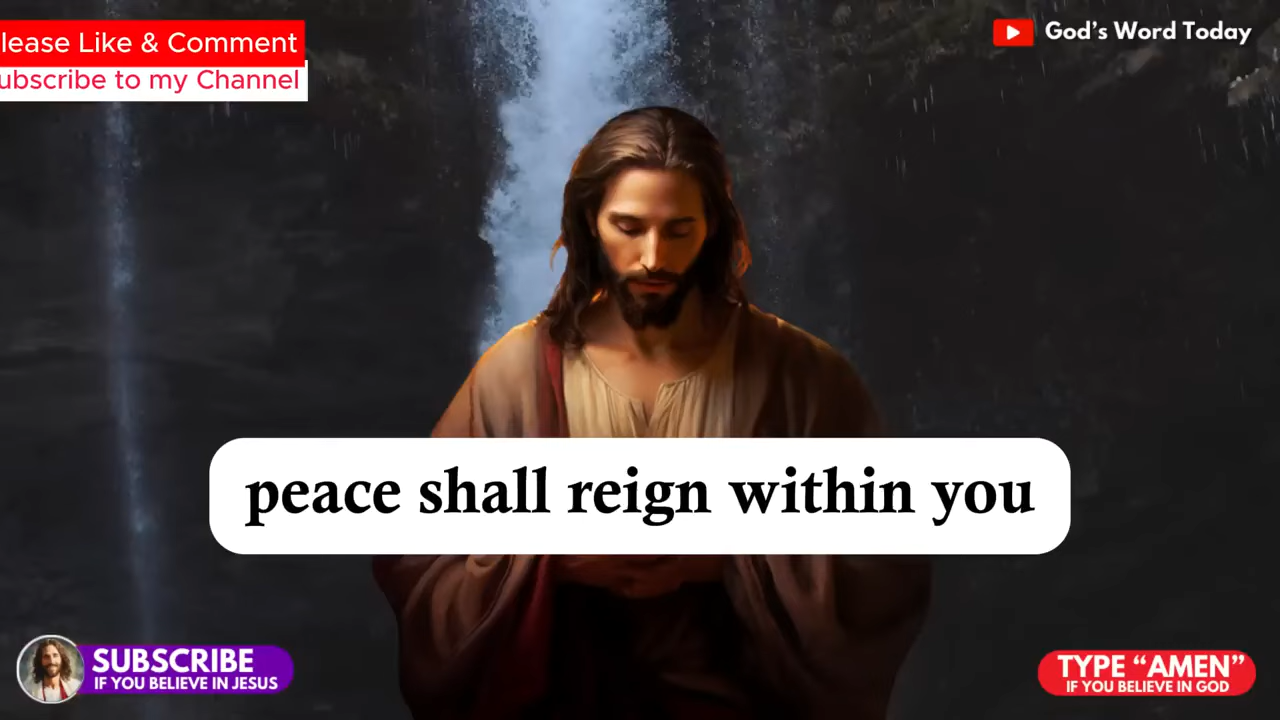 lease Like & Comment
ubscribe to my Channel
God's Word Today
peace shall reign within you
SUBSCRIBE
IF YOU BELIEVE IN JESUS
TYPE “AMEN”
IF YOU BELIEVE IN GOD